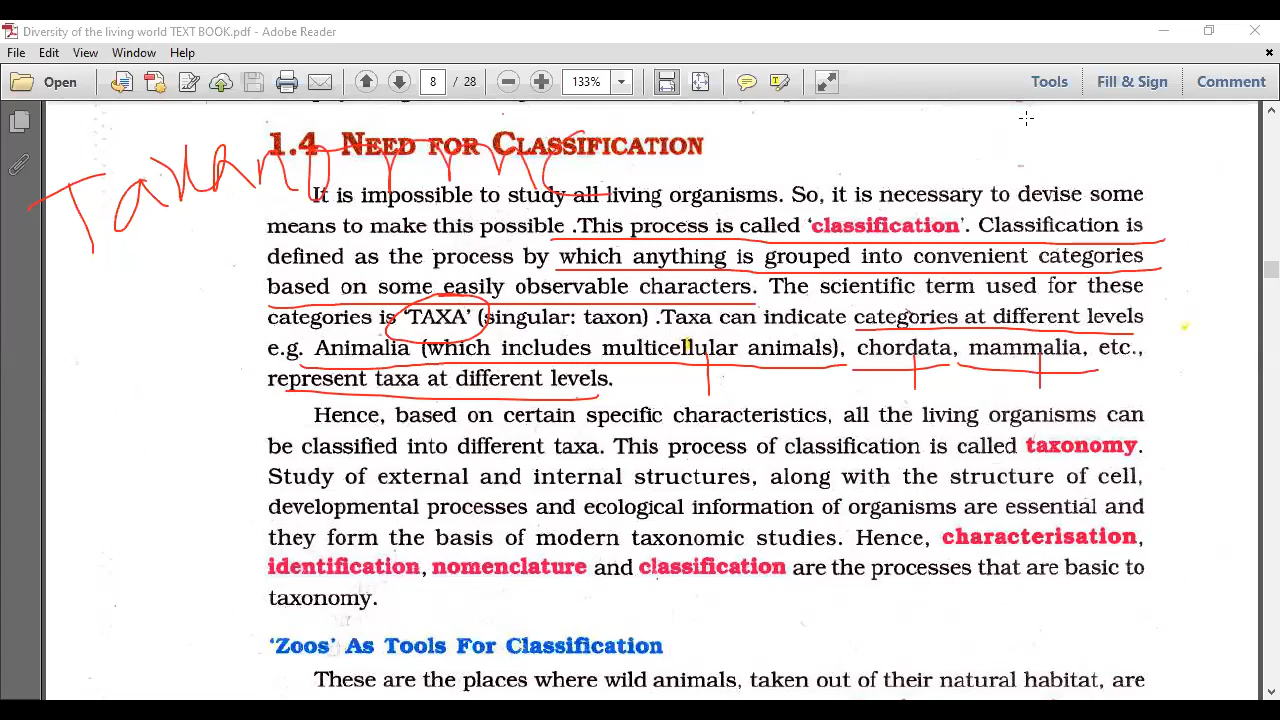 Diversity of the living world TEXT BOOK.pdf - Adobe Reader
File Edit View Window Help
Open 8 / 28 133% Tools Fill & Sign Comment
1.4 NEED FOR CLASSIFICATION
It is impossible to study all living organisms. So, it is necessary to devise some
means to make this possible .This process is called ‘classification’. Classification is
defined as the process by which anything is grouped into convenient categories
based on some easily observable characters. The scientific term used for these
categories is ‘TAXA’ (singular: taxon) .Taxa can indicate categories at different levels
e.g. Animalia (which includes multicellular animals), chordata, mammalia, etc.,
represent taxa at different levels.
Hence, based on certain specific characteristics, all the living organisms can
be classified into different taxa. This process of classification is called taxonomy.
Study of external and internal structures, along with the structure of cell,
developmental processes and ecological information of organisms are essential and
they form the basis of modern taxonomic studies. Hence, characterisation,
identification, nomenclature and classification are the processes that are basic to
taxonomy.
‘Zoos’ As Tools For Classification
These are the places where wild animals, taken out of their natural habitat, are